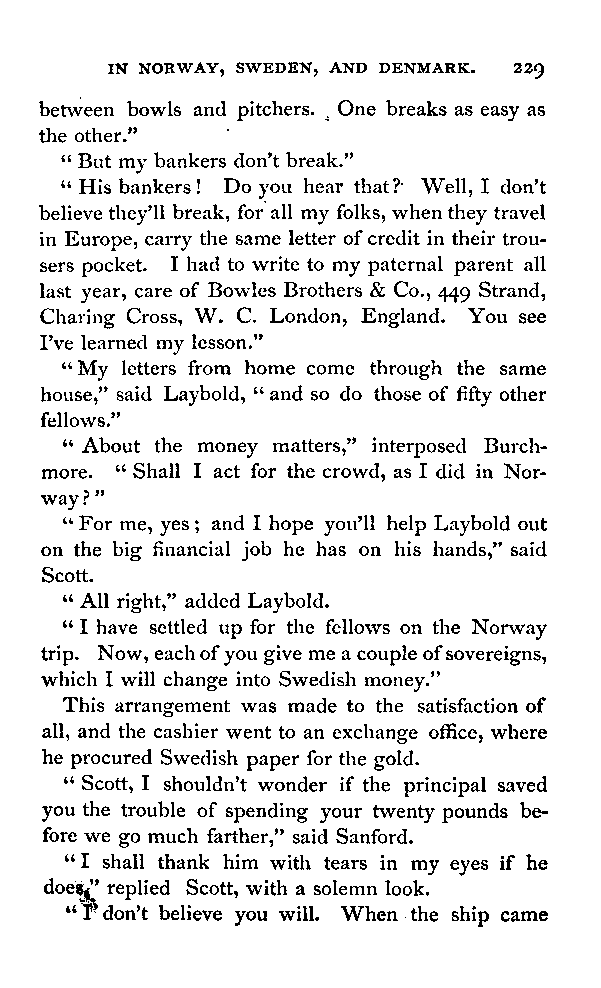 IN NORWAY, SWEDEN, AND DENMARK. 229
between bowls and pitchers. One breaks as easy as
the other.”
“ But my bankers don’t break.”
“ His bankers! Do you hear that? Well, I don’t
believe they’ll break, for all my folks, when they travel
in Europe, carry the same letter of credit in their trou-
sers pocket. I had to write to my paternal parent all
last year, care of Bowles Brothers & Co., 449 Strand,
Charing Cross, W. C. London, England. You see
I’ve learned my lesson.”
“ My letters from home come through the same
house,” said Laybold, “ and so do those of fifty other
fellows.”
“ About the money matters,” interposed Burch-
more. “ Shall I act for the crowd, as I did in Nor-
way ? ”
“ For me, yes ; and I hope you’ll help Laybold out
on the big financial job he has on his hands,” said
Scott.
“ All right,” added Laybold.
“ I have settled up for the fellows on the Norway
trip. Now, each of you give me a couple of sovereigns,
which I will change into Swedish money.”
This arrangement was made to the satisfaction of
all, and the cashier went to an exchange office, where
he procured Swedish paper for the gold.
“ Scott, I shouldn’t wonder if the principal saved
you the trouble of spending your twenty pounds be-
fore we go much farther,” said Sanford.
“ I shall thank him with tears in my eyes if he
does,” replied Scott, with a solemn look.
“ I don’t believe you will. When the ship came